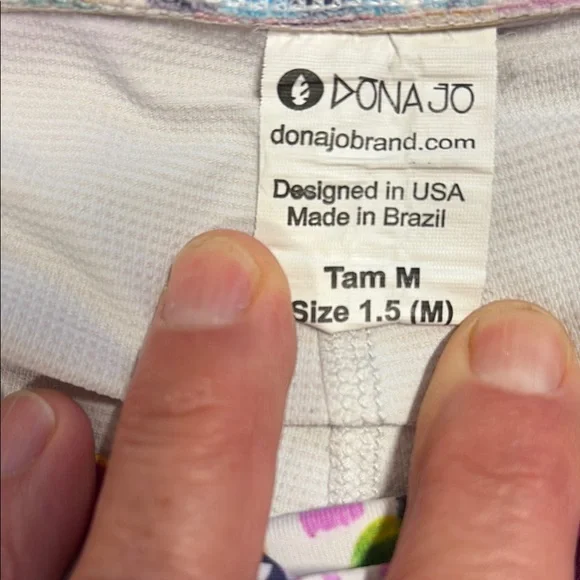 DONAJO
donajobrand.com
Designed in USA
Made in Brazil
Tam M
Size 1.5 (M)